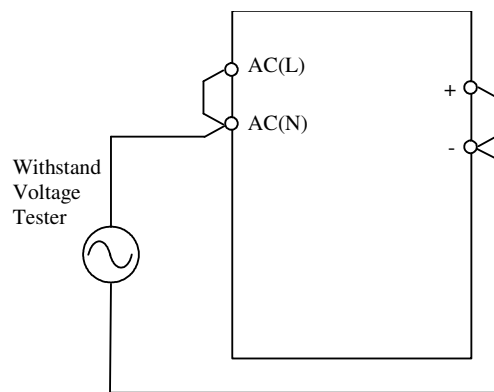 AC(L)
+
AC(N)
-
Withstand
Voltage
Tester